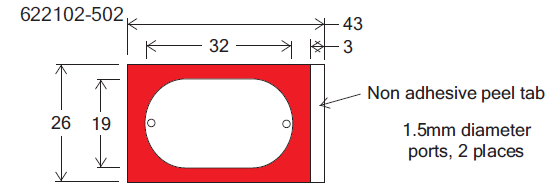 622102-502
43
32
3
Non adhesive peel tab
26
19
1.5mm diameter
ports, 2 places